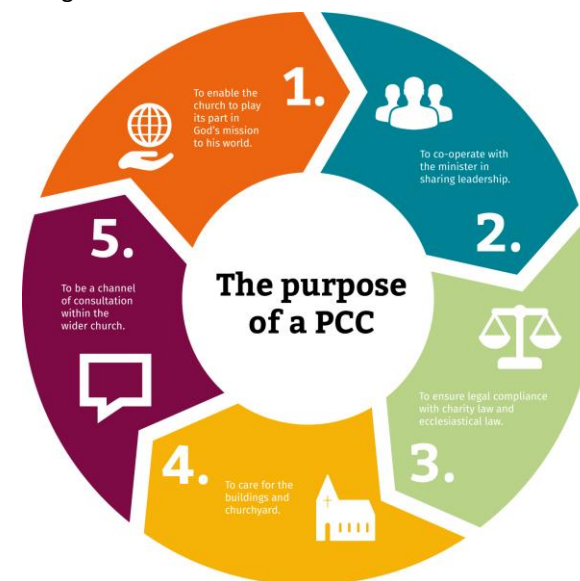 1.
To enable the
church to play
its part in
God's mission
to his world.
To co-operate with
the minister in
sharing leadership.
2.
To ensure legal compliance
with charity law and
ecclesiastical law.
3.
4.
To care for the
buildings and
churchyard.
5.
To be a channel
of consultation
within the
wider church.
The purpose
of a PCC